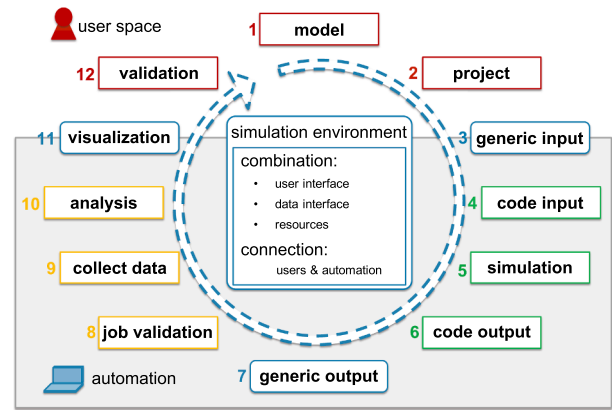 user space
1 model
2 project
3 generic input
4 code input
5 simulation
6 code output
7 generic output
8 job validation
9 collect data
10 analysis
11 visualization
12 validation
simulation environment
combination:
• user interface
• data interface
• resources
connection:
users & automation
automation